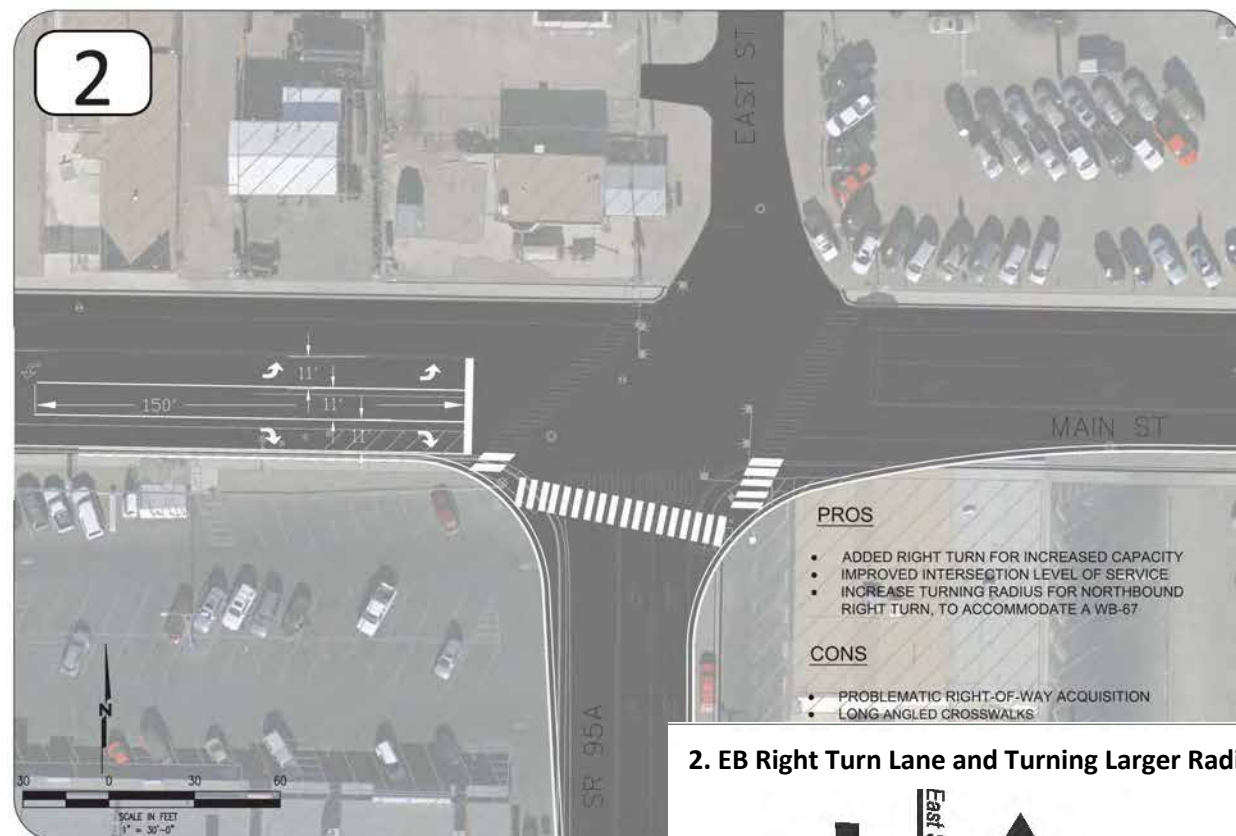 2
EAST ST
11'
150'
11'
11'
MAIN ST
PROS
• ADDED RIGHT TURN FOR INCREASED CAPACITY
• IMPROVED INTERSECTION LEVEL OF SERVICE
• INCREASE TURNING RADIUS FOR NORTHBOUND
RIGHT TURN, TO ACCOMMODATE A WB-67
CONS
• PROBLEMATIC RIGHT-OF-WAY ACQUISITION
• LONG ANGLED CROSSWALKS
N
SR 95A
30 0 30 60
SCALE IN FEET
1" = 30'-0"
2. EB Right Turn Lane and Turning Larger Radi
East